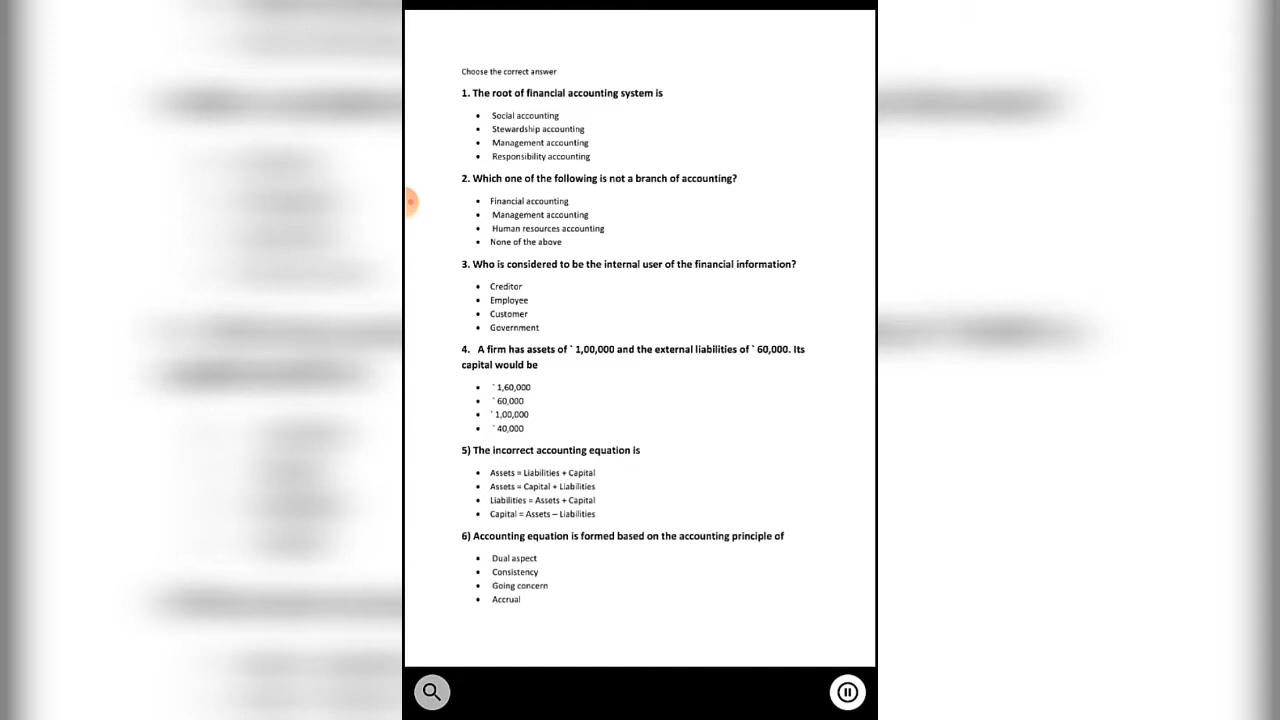 Choose the correct answer
1. The root of financial accounting system is
• Social accounting
• Stewardship accounting
• Management accounting
• Responsibility accounting
2. Which one of the following is not a branch of accounting?
• Financial accounting
• Management accounting
• Human resources accounting
• None of the above
3. Who is considered to be the internal user of the financial information?
• Creditor
• Employee
• Customer
• Government
4. A firm has assets of ` 1,00,000 and the external liabilities of ` 60,000. Its
capital would be
• ` 1,60,000
• ` 60,000
• ` 1,00,000
• ` 40,000
5) The incorrect accounting equation is
• Assets = Liabilities + Capital
• Assets = Capital + Liabilities
• Liabilities = Assets + Capital
• Capital = Assets – Liabilities
6) Accounting equation is formed based on the accounting principle of
• Dual aspect
• Consistency
• Going concern
• Accrual